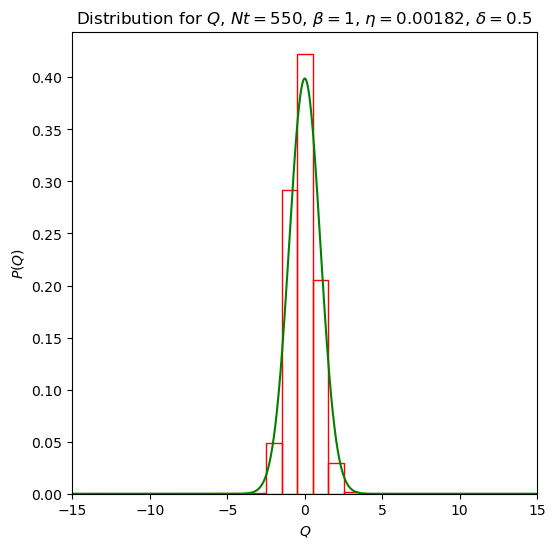 Distribution for Q, Nt = 550, β = 1, η = 0.00182, δ = 0.5
0.40
0.35
0.30
0.25
0.20
0.15
0.10
0.05
0.00
P(Q)
−15 −10 −5 0 5 10 15
Q